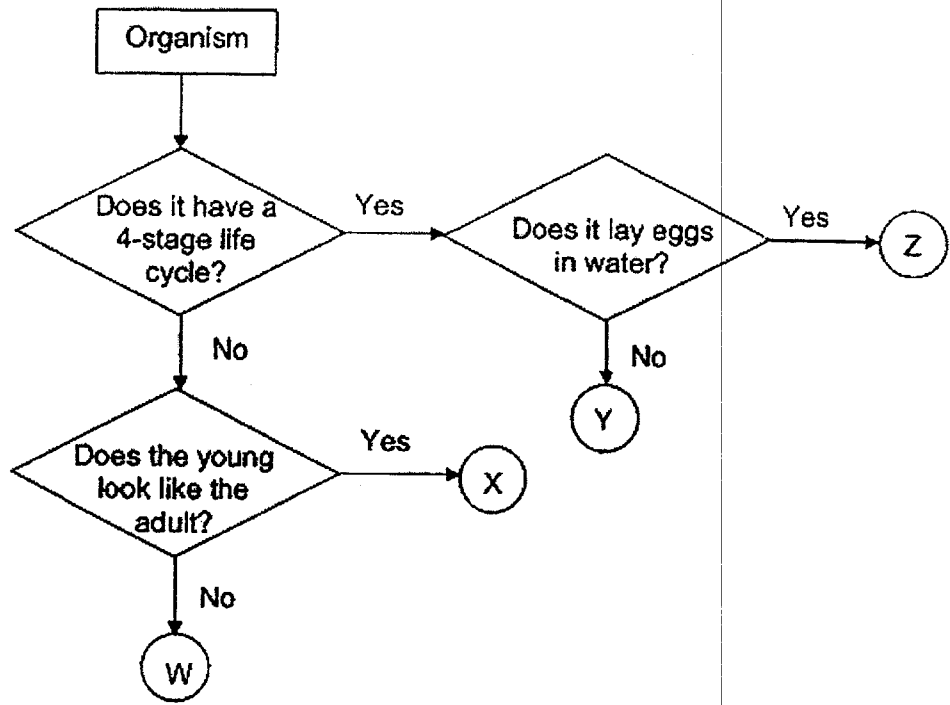 Organism
Does it have a
4-stage life
cycle?
Yes
Does it lay eggs
in water?
Yes
Z
No
No
Y
Does the young
look like the
adult?
Yes
X
No
W